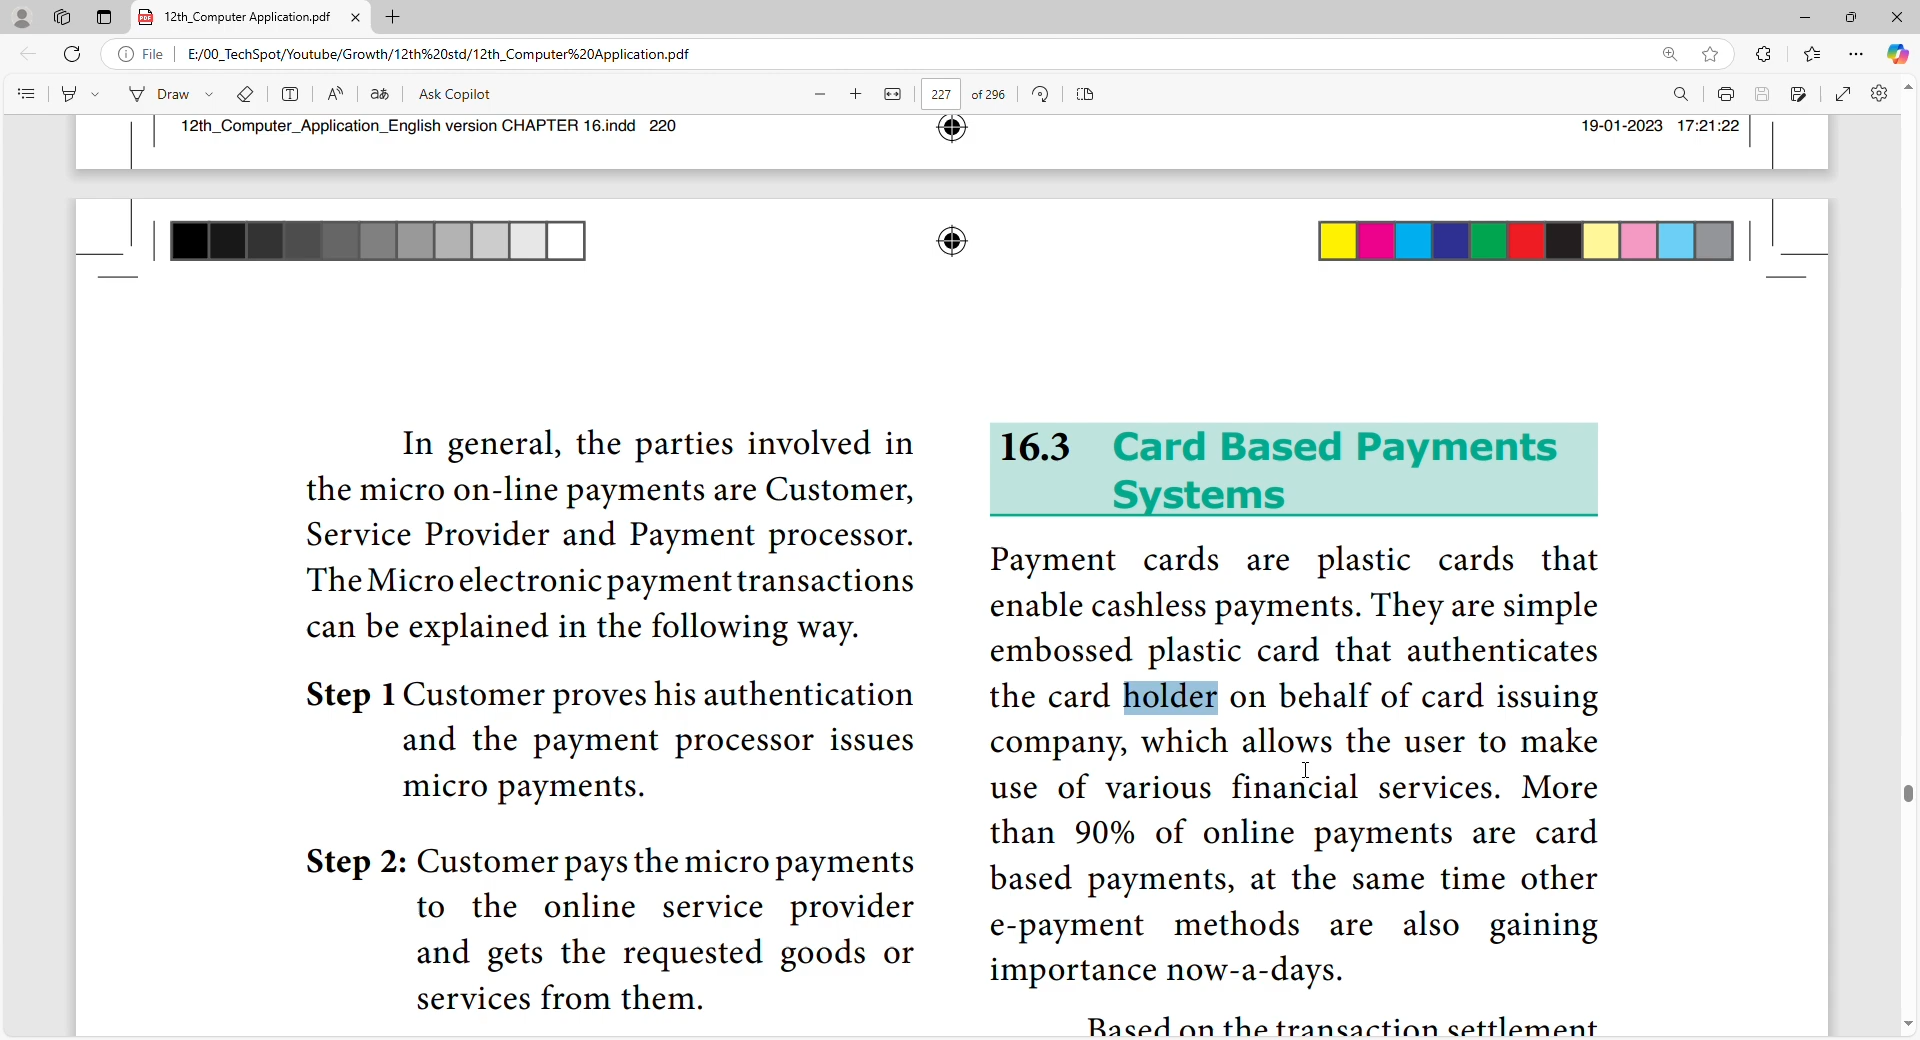 12th_Computer Application.pdf
File
E:/00_TechSpot/Youtube/Growth/12th%20std/12th_Computer%20Application.pdf
Draw
Ask Copilot
227 of 296
12th_Computer_Application_English version CHAPTER 16.indd 220
19-01-2023 17:21:22
In general, the parties involved in
the micro on-line payments are Customer,
Service Provider and Payment processor.
The Micro electronic payment transactions
can be explained in the following way.
Step 1 Customer proves his authentication
and the payment processor issues
micro payments.
Step 2: Customer pays the micro payments
to the online service provider
and gets the requested goods or
services from them.
16.3 Card Based Payments
Systems
Payment cards are plastic cards that
enable cashless payments. They are simple
embossed plastic card that authenticates
the card holder on behalf of card issuing
company, which allows the user to make
use of various financial services. More
than 90% of online payments are card
based payments, at the same time other
e-payment methods are also gaining
importance now-a-days.
Based on the transaction settlement